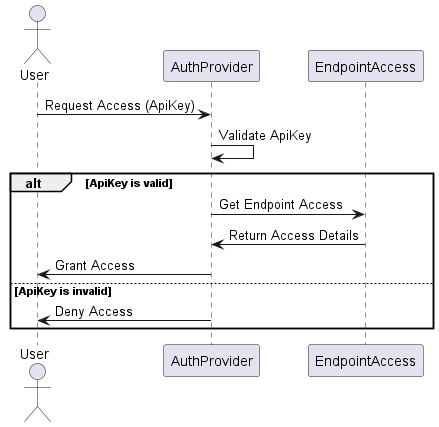 User
AuthProvider
EndpointAccess
Request Access (ApiKey)
Validate ApiKey
alt
[ApiKey is valid]
Get Endpoint Access
Return Access Details
Grant Access
[ApiKey is invalid]
Deny Access
User
AuthProvider
EndpointAccess